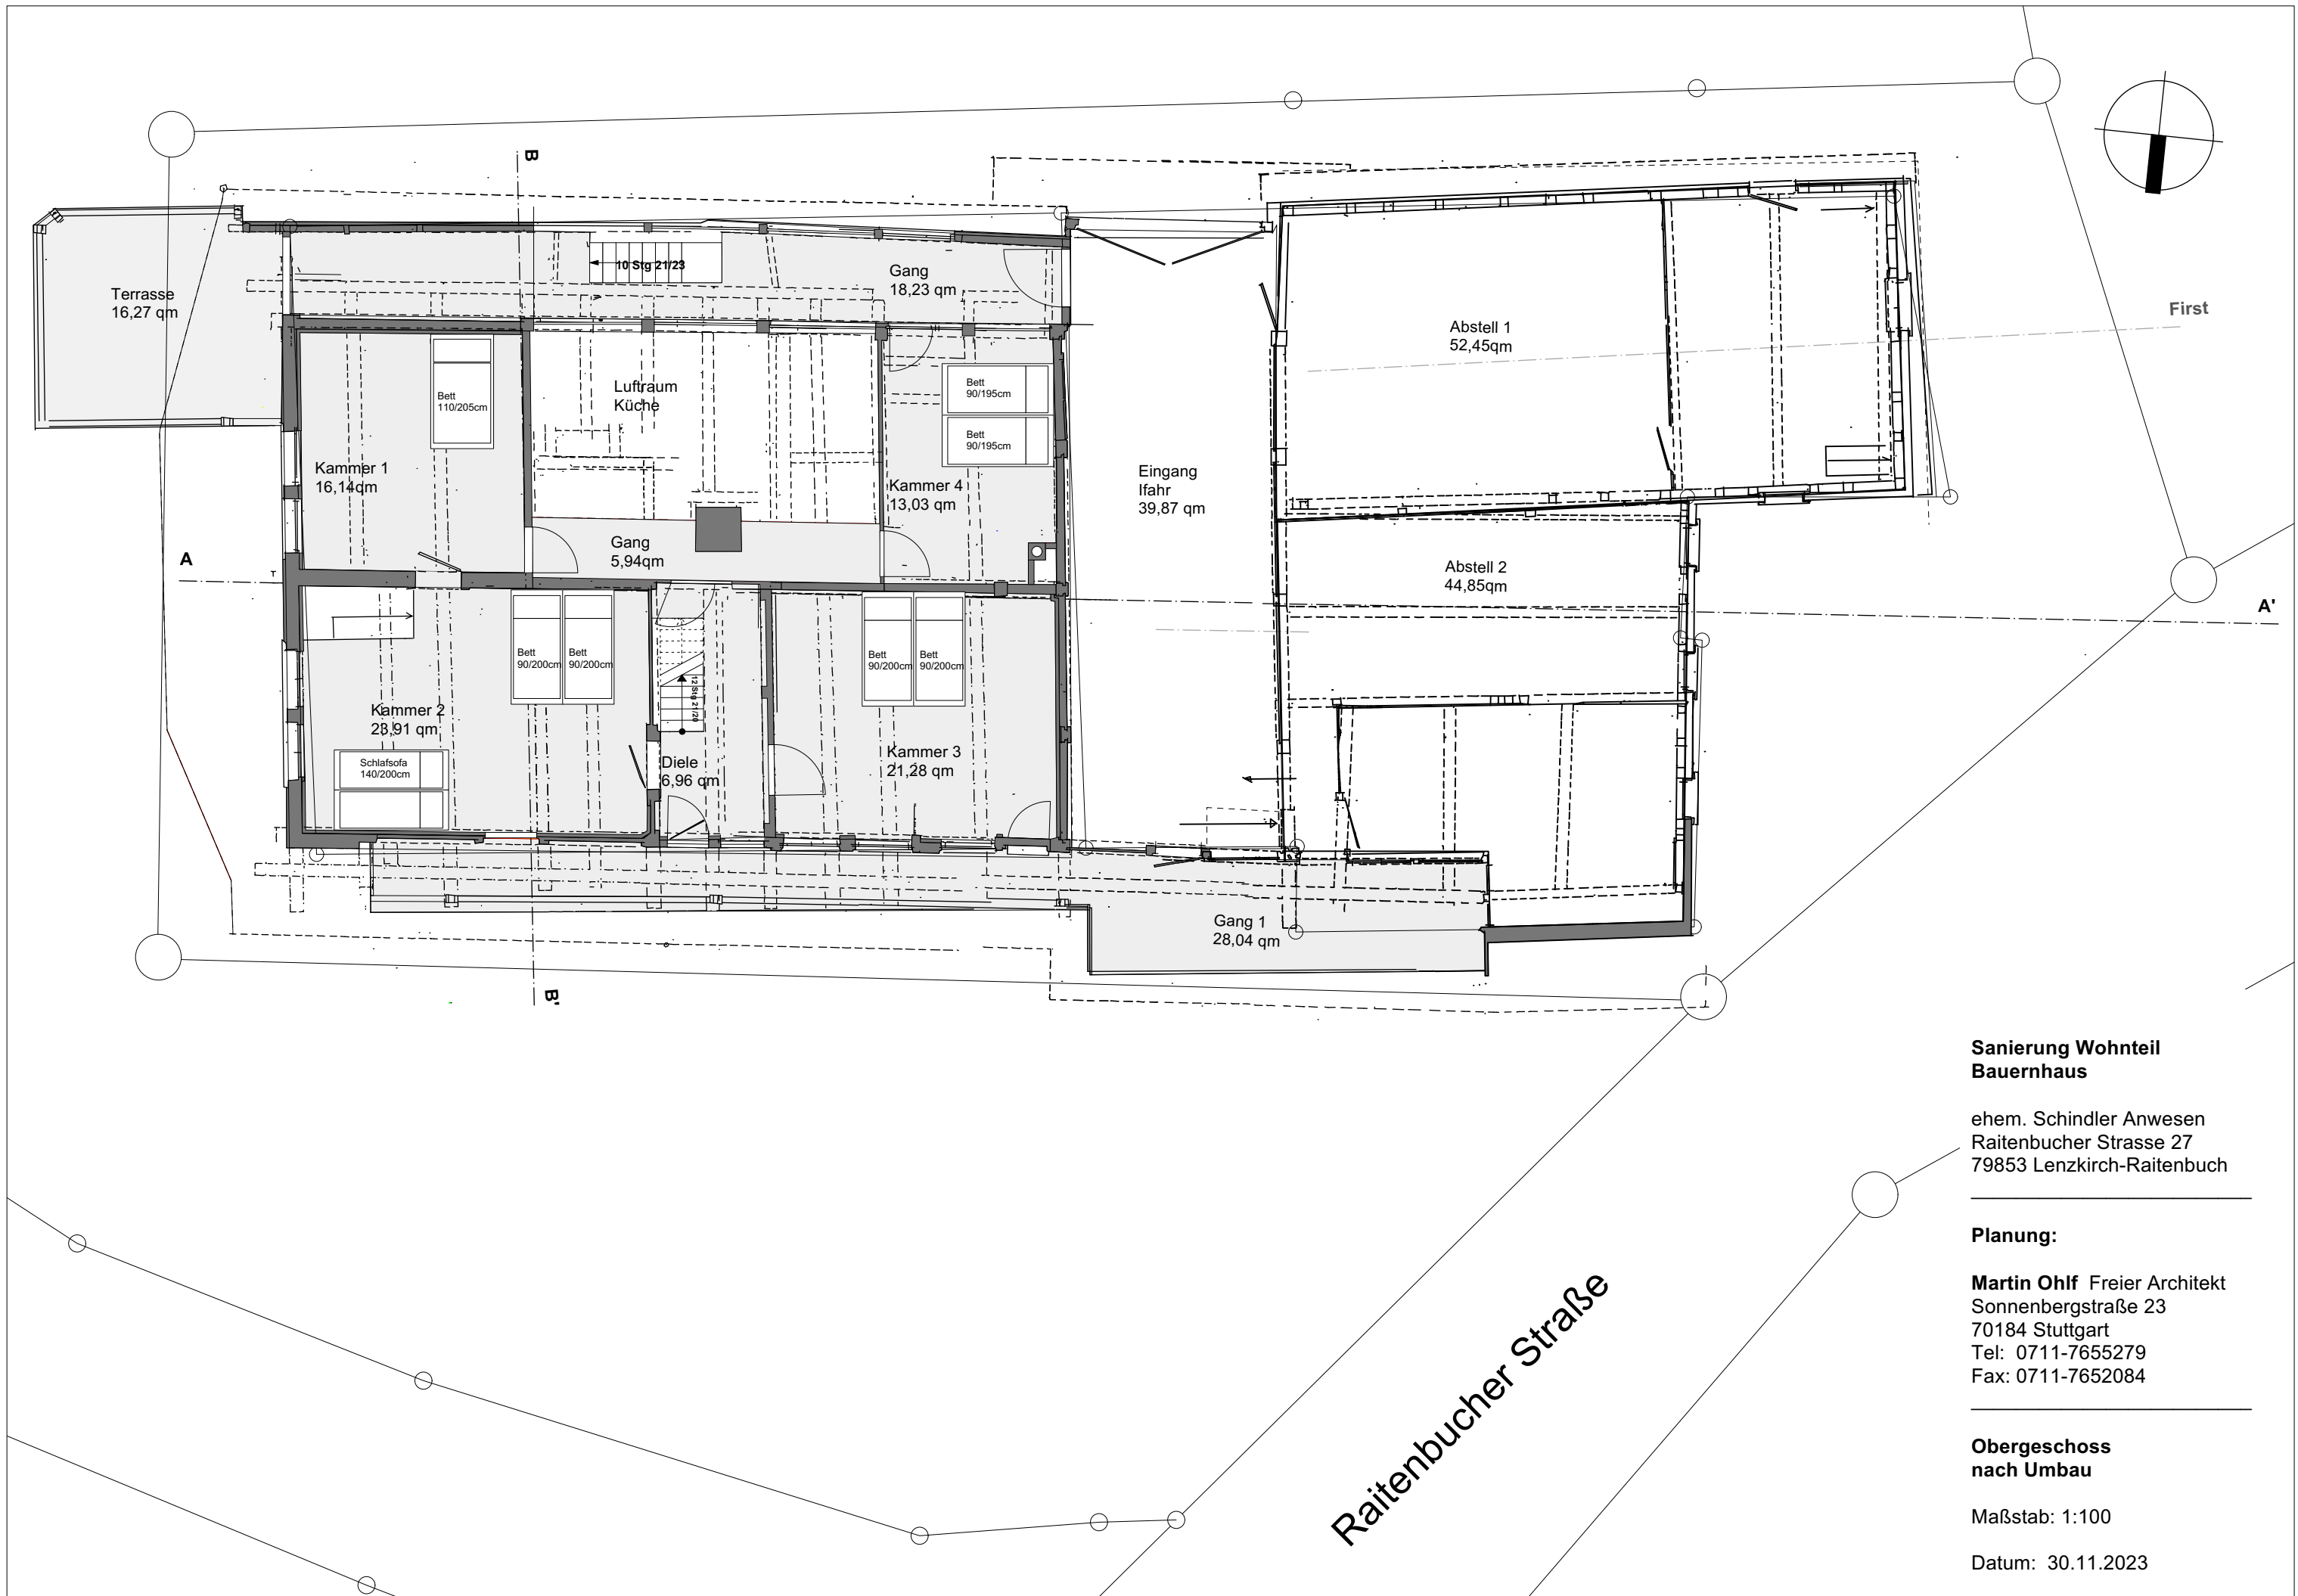 B
10 Stg 21/23
Gang
18,23 qm
Terrasse
16,27 qm
First
Abstell 1
52,45qm
Luftraum
Küche
Bett
110/205cm
Bett
90/195cm
Bett
90/195cm
Kammer 1
16,14qm
Kammer 4
13,03 qm
Eingang
Ifahr
39,87 qm
Gang
5,94qm
A
Abstell 2
44,85qm
A'
Bett
90/200cm
Bett
90/200cm
Bett
90/200cm
Bett
90/200cm
12 Stg 21/20
Kammer 2
23,91 qm
Schlafsofa
140/200cm
Diele
6,96 qm
Kammer 3
21,28 qm
Gang 1
28,04 qm
B'
Raitenbucher Straße
Sanierung Wohnteil
Bauernhaus
ehem. Schindler Anwesen
Raitenbucher Strasse 27
79853 Lenzkirch-Raitenbuch
Planung:
Martin Ohlf Freier Architekt
Sonnenbergstraße 23
70184 Stuttgart
Tel: 0711-7655279
Fax: 0711-7652084
Obergeschoss
nach Umbau
Maßstab: 1:100
Datum: 30.11.2023